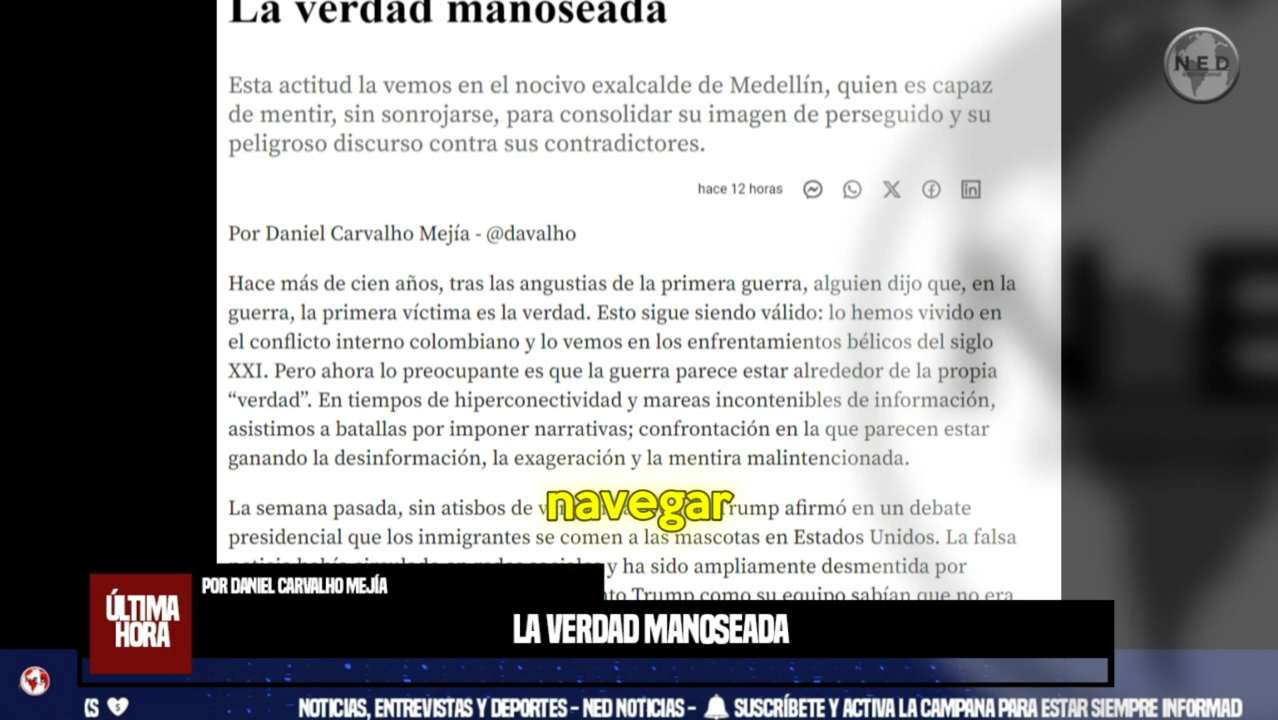 La verdad manoseada
NED
Internacional
Esta actitud la vemos en el nocivo exalcalde de Medellín, quien es capaz
de mentir, sin sonrojarse, para consolidar su imagen de perseguido y su
peligroso discurso contra sus contradictores.
hace 12 horas
Por Daniel Carvalho Mejía - @davalho
Hace más de cien años, tras las angustias de la primera guerra, alguien dijo que, en la
guerra, la primera víctima es la verdad. Esto sigue siendo válido: lo hemos vivido en
el conflicto interno colombiano y lo vemos en los enfrentamientos bélicos del siglo
XXI. Pero ahora lo preocupante es que la guerra parece estar alrededor de la propia
“verdad”. En tiempos de hiperconectividad y mareas incontenibles de información,
asistimos a batallas por imponer narrativas; confrontación en la que parecen estar
ganando la desinformación, la exageración y la mentira malintencionada.
La semana pasada, sin atisbos de Trump afirmó en un debate
navegar
presidencial que los inmigrantes se comen a las mascotas en Estados Unidos. La falsa
y ha sido ampliamente desmentida por
Trump como su equipo sabían que no era
POR DANIEL CARVALHO MEJÍA
ÚLTIMA
HORA
LA VERDAD MANOSEADA
CS NOTICIAS, ENTREVISTAS Y DEPORTES - NED NOTICIAS - SUSCRÍBETE Y ACTIVA LA CAMPANA PARA ESTAR SIEMPRE INFORMAD